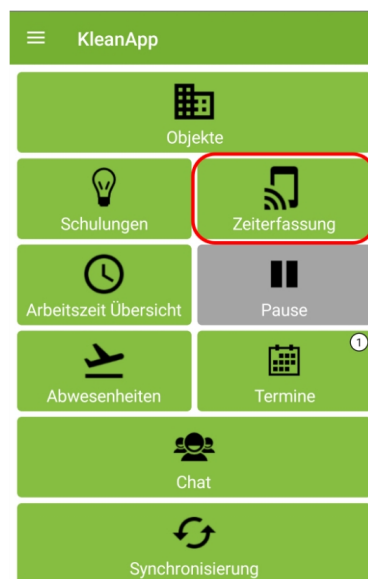 KleanApp
Objekte
Schulungen
Zeiterfassung
Arbeitszeit Übersicht
Pause
Abwesenheiten
1
Termine
Chat
Synchronisierung